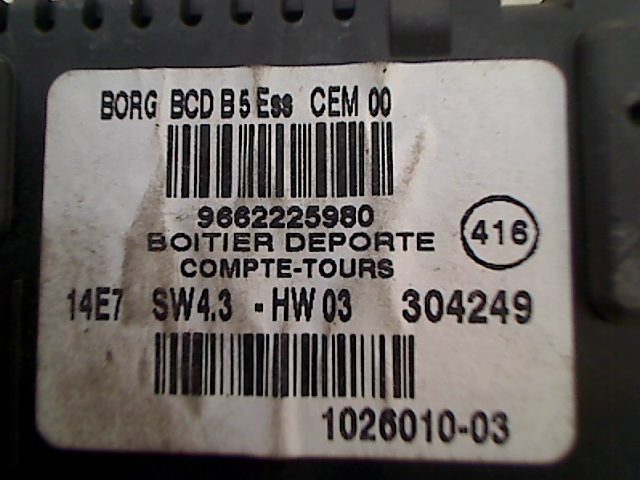 BORG BCD B5 Ess CEM 00
9662225980
BOITIER DEPORTE
416
COMPTE-TOURS
14E7 SW4.3 - HW 03 304249
1026010-03